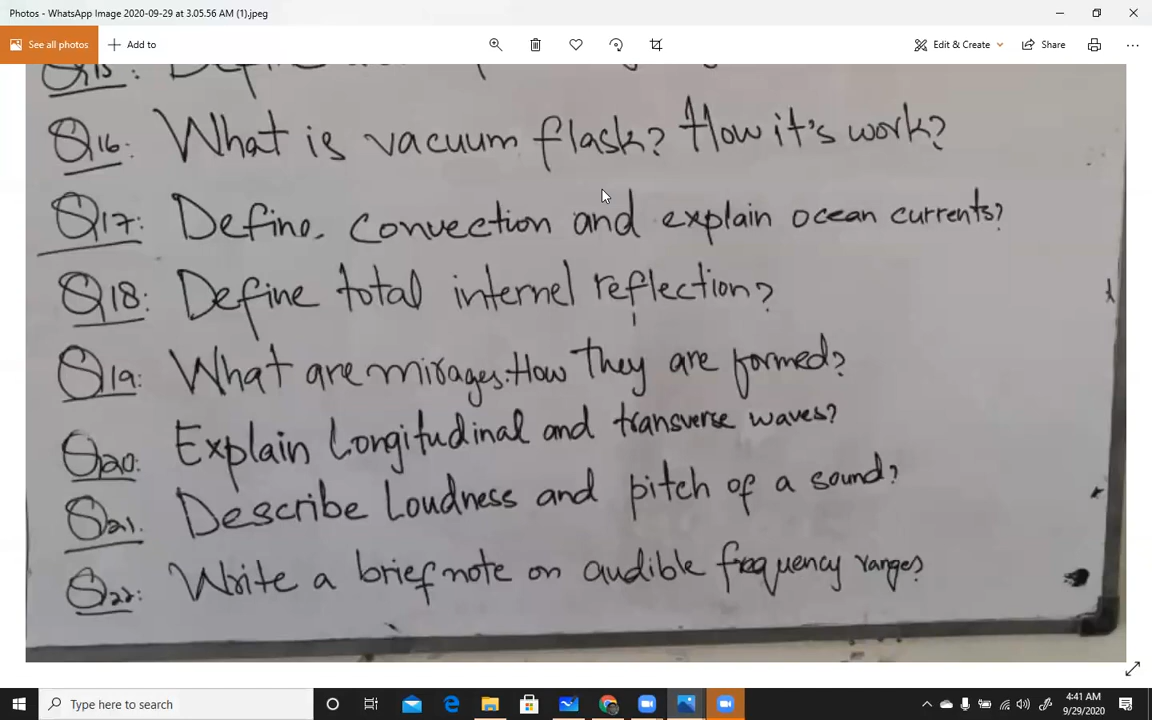 Photos - WhatsApp Image 2020-09-29 at 3.05.56 AM (1).jpeg
See all photos
Add to
Edit & Create
Share
Q15: Define
Q16: What is vacuum flask? How it's work?
Q17: Define. convection and explain ocean currents?
Q18: Define total internel reflection?
Q19: What are mirages. How they are formed?
Q20: Explain Longitudinal and transverse waves?
Q21. Describe Loudness and pitch of a sound?
Q22: Write a brief note on audible frequency ranges
Type here to search
4:41 AM
9/29/2020